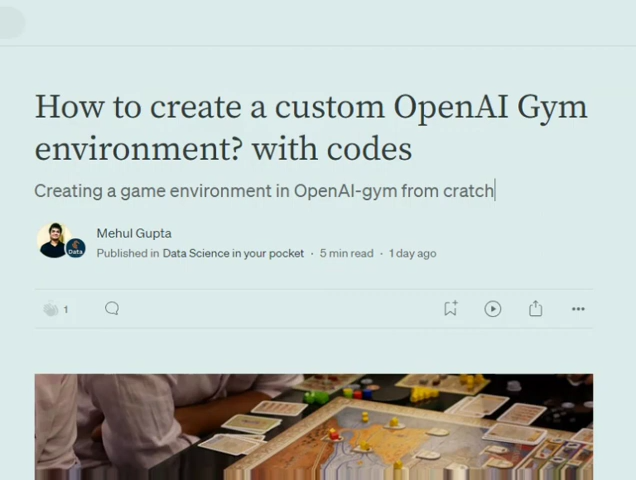 How to create a custom OpenAI Gym
environment? with codes
Creating a game environment in OpenAI-gym from cratch
Mehul Gupta
Data
Published in Data Science in your pocket · 5 min read · 1 day ago
1